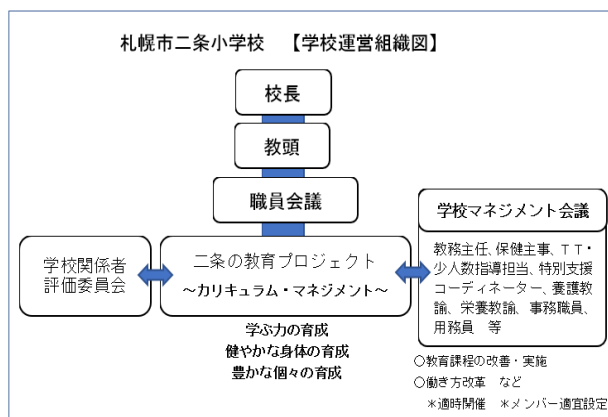 札幌市二条小学校　【学校運営組織図】
校長
教頭
職員会議
学校関係者
評価委員会
二条の教育プロジェクト
～カリキュラム・マネジメント～
学ぶ力の育成
健やかな身体の育成
豊かな個々の育成
学校マネジメント会議
教務主任、保健主事、ＴＴ・
少人数指導担当、特別支援
コーディネーター、養護教
諭、栄養教諭、事務職員、
用務員　等
○教育課程の改善・実施
○働き方改革　など
＊適時開催　＊メンバー適宜設定